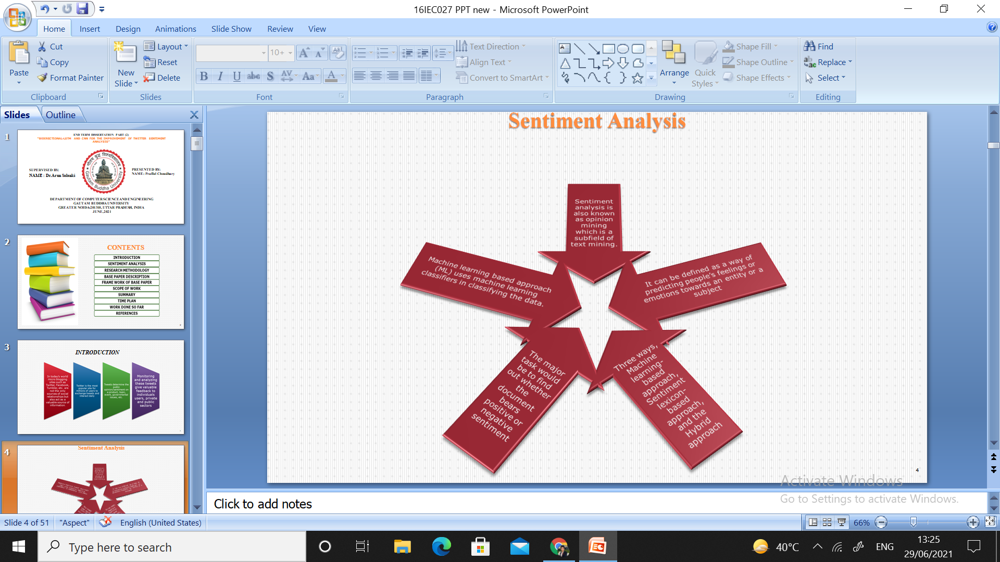 16IEC027 PPT new - Microsoft PowerPoint
Home Insert Design Animations Slide Show Review View
Paste
Cut
Copy
Format Painter
Clipboard
New
Slide
Layout
Reset
Delete
Slides
10+
B I U abc S AV Aa A
Font
Text Direction
Align Text
Convert to SmartArt
Paragraph
Arrange
Quick
Styles
Shape Fill
Shape Outline
Shape Effects
Drawing
Find
Replace
Select
Editing
Slides Outline
1
END TERM DISSERTATION PART (2)
"BIDIRECTIONAL-LSTM AND CNN FOR THE IMPROVEMENT OF TWITTER SENTIMENT
ANALYSIS"
SUPERVISED BY:
NAME : Dr.Arun Solanki
गौतम बुद्ध विश्वविद्यालय
Gautam Buddha University
PRESENTED BY:
NAME: Prafful Choudhary
DEPARTMENT OF COMPUTER SCIENCE AND ENGINEERING
GAUTAM BUDDHA UNIVERSITY
GREATER NOIDA-201310, UTTAR PRADESH, INDIA
JUNE,2021
2
CONTENTS
INTRODUCTION
SENTIMENT ANALYSIS
RESEARCH METHODOLOGY
BASE PAPER DESCRIPTION
FRAME WORK OF BASE PAPER
SCOPE OF WORK
SUMMARY
TIME PLAN
WORK DONE SO FAR
REFERENCES
3
INTRODUCTION
In today's world
micro blogging
sites such as
Twitter, Facebook,
Tumbler, etc. are
not the only
sources of social
relationships but
also act as a
valuable source of
information
Twitter is the most
popular site for
millions of users to
exchange tweets and
interact daily
Tweets determine the
public
opinion/sentiment on
a product, topic,
event, governmental
issues, etc.
Monitoring
and analyzing
these tweets
give valuable
feedback to
individuals
users, private
and public
sectors
4
Sentiment Analysis
Sentiment Analysis
Sentiment
analysis is
also known
as opinion
mining
which is a
subfield of
text mining.
It can be defined as a way of
predicting people's feelings or
emotions towards an entity or a
subject
Three ways,
Machine
learning-
based
approach,
Sentiment
lexicon-
based
approach,
and the
Hybrid
approach
The major
task would
be to find
out whether
the
document
bears
positive or
negative
sentiment
Machine learning based approach
(ML) uses machine learning
classifiers in classifying the data.
4
Activate Windows
Go to Settings to activate Windows.
Click to add notes
Slide 4 of 51 "Aspect" English (United States) 66%
Type here to search
40°C ENG
13:25
29/06/2021